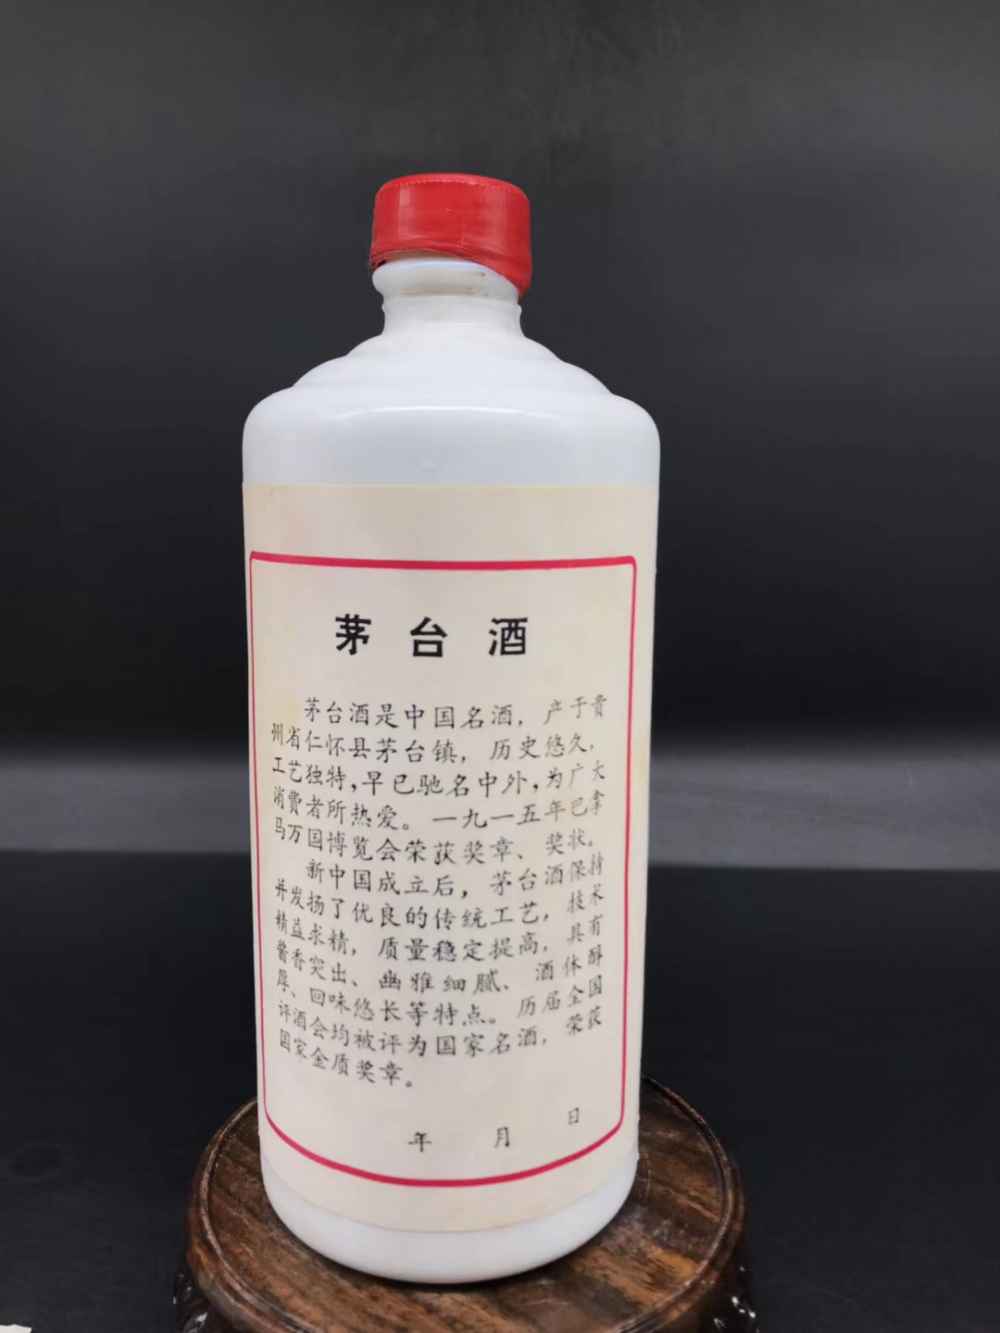 茅台酒
茅台酒是中国名酒，产于贵
州省仁怀县茅台镇，历史悠久，
工艺独特，早已驰名中外，为广大
消费者所热爱。一九一五年巴拿
马万国博览会荣获奖章、奖状。
新中国成立后，茅台酒保持
并发扬了优良的传统工艺，技术
精益求精，质量稳定提高，具有
酱香突出、幽雅细腻、酒体醇
厚、回味悠长等特点。历届全国
评酒会均被评为国家名酒，荣获
国家金质奖章。
年 月 日